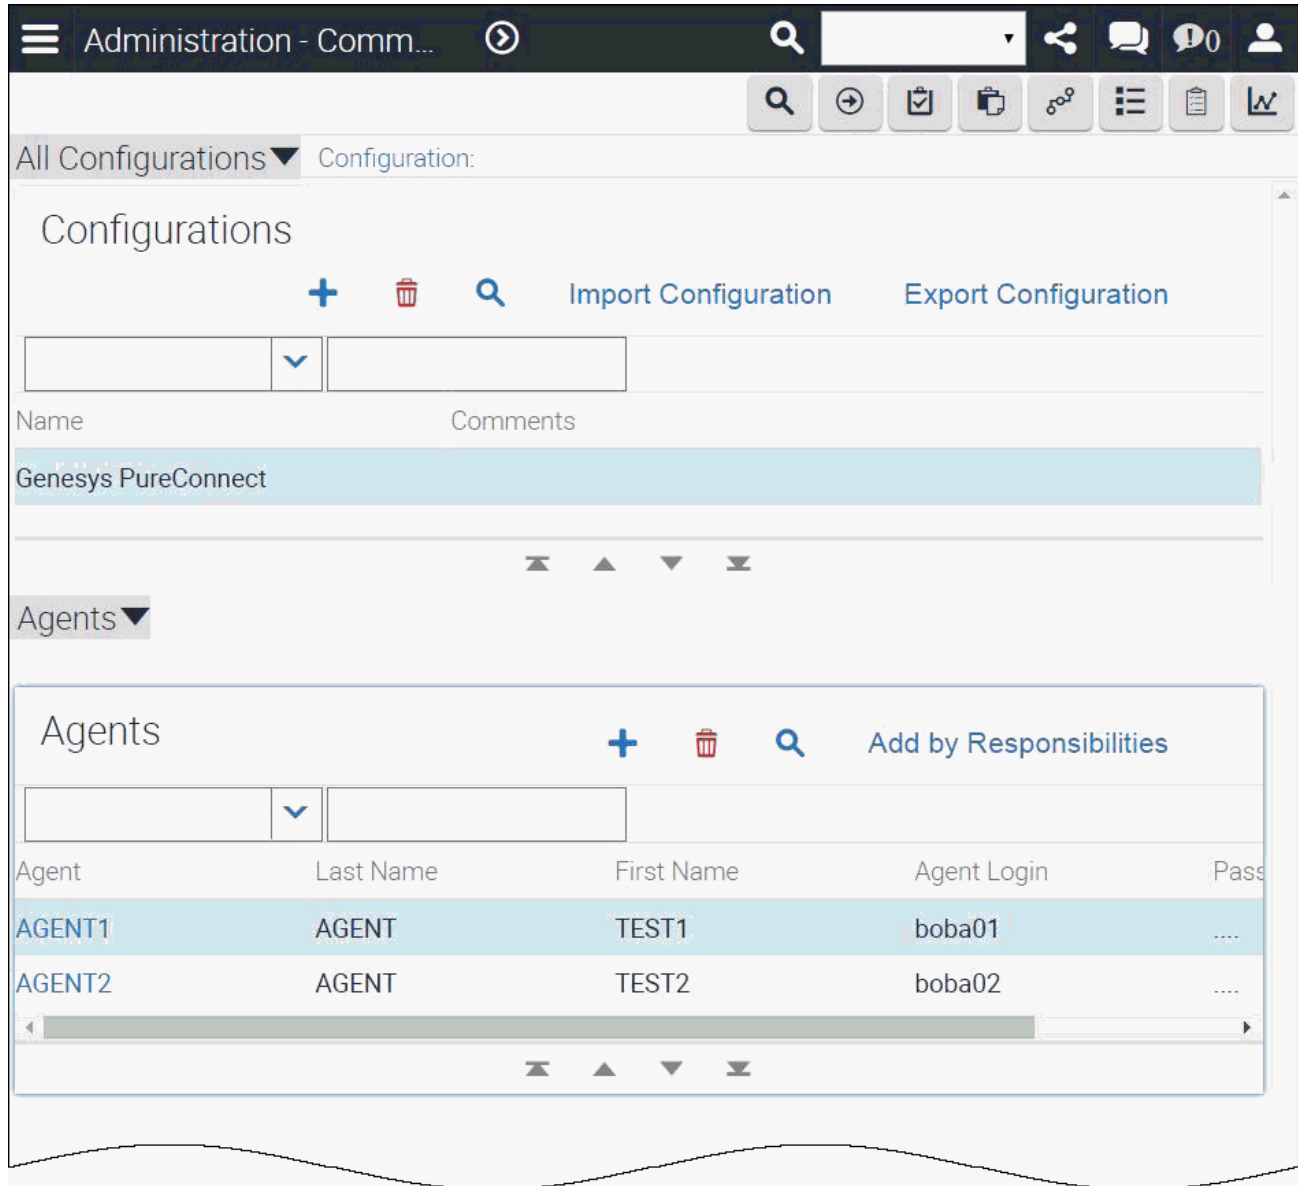 Administration - Comm...
0
All Configurations Configuration:
Configurations
Import Configuration Export Configuration
Name Comments
Genesys PureConnect
Agents
Agents
Add by Responsibilities
Agent Last Name First Name Agent Login Pass
AGENT1 AGENT TEST1 boba01 ....
AGENT2 AGENT TEST2 boba02 ....